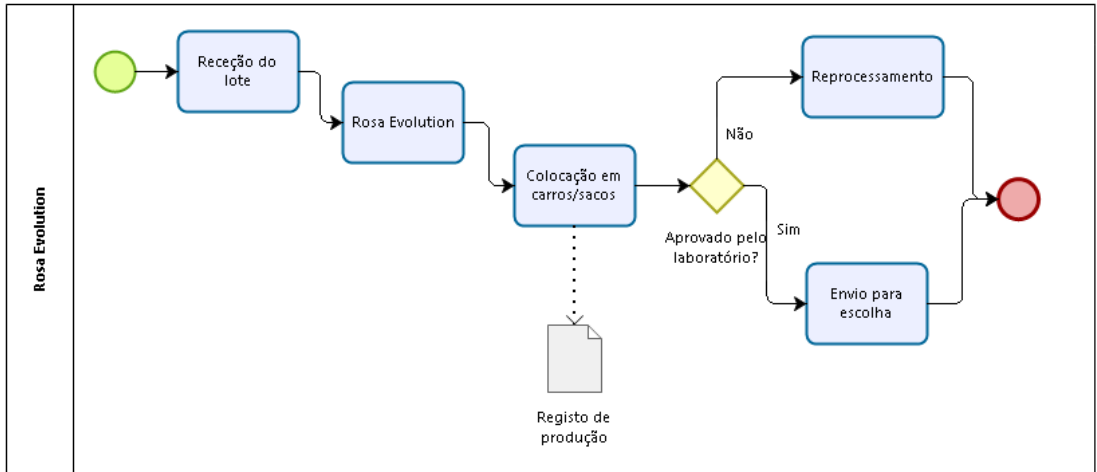 Rosa Evolution
Receção do
lote
Rosa Evolution
Colocação em
carros/sacos
Registo de
produção
Aprovado pelo
laboratório?
Não
Sim
Reprocessamento
Envio para
escolha